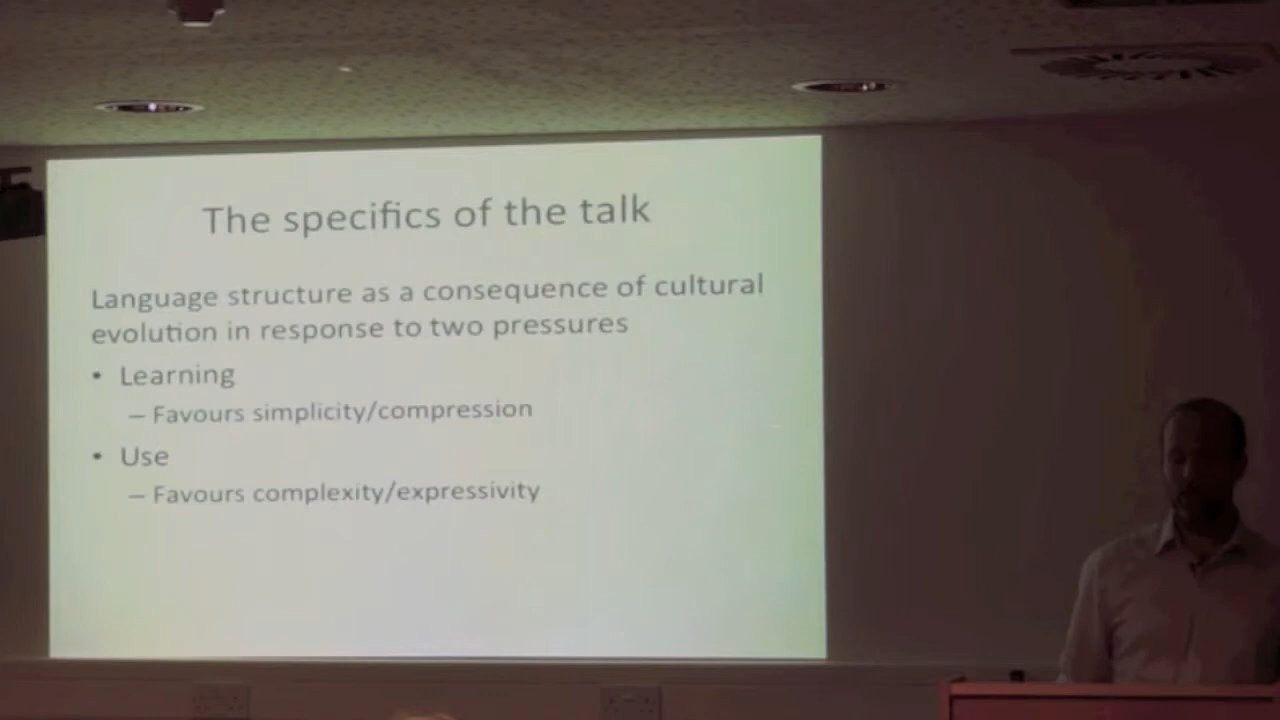 The specifics of the talk
Language structure as a consequence of cultural
evolution in response to two pressures
• Learning
– Favours simplicity/compression
• Use
– Favours complexity/expressivity